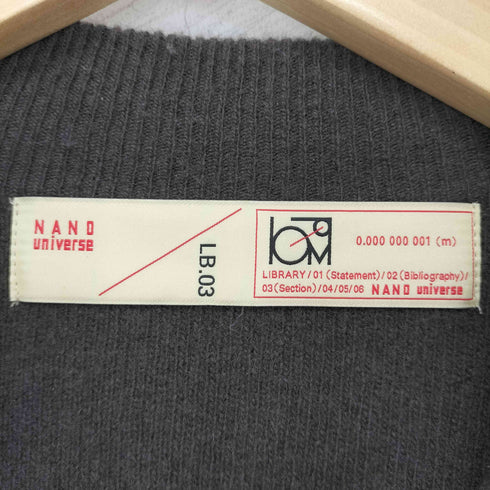 NANO
universe
LB.03
0.000 000 001 (m)
LIBRARY/01 (Statement)/02 (Bibliography)/
03 (Section)/04/05/06 NANO universe